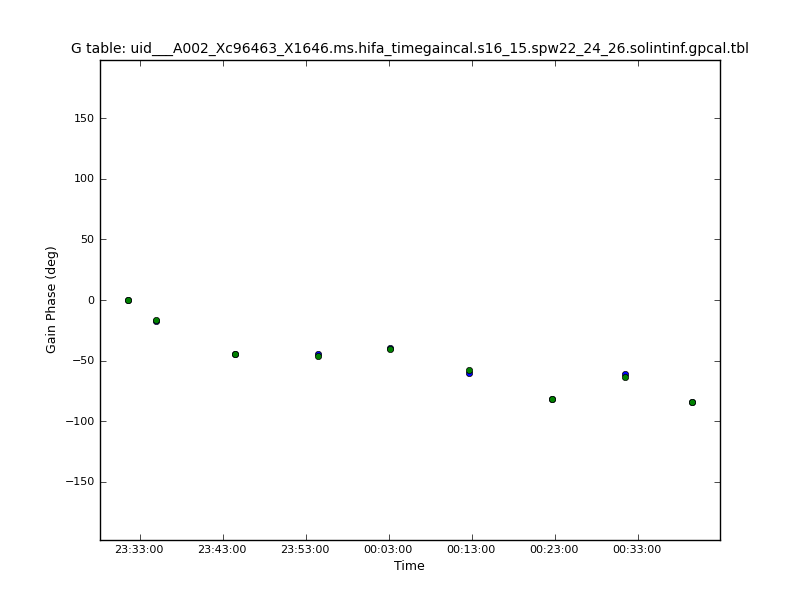 G table: uid___A002_Xc96463_X1646.ms.hifa_timegaincal.s16_15.spw22_24_26.solintinf.gpcal.tbl
150
100
50
0
−50
−100
−150
Gain Phase (deg)
23:33:00 23:43:00 23:53:00 00:03:00 00:13:00 00:23:00 00:33:00
Time